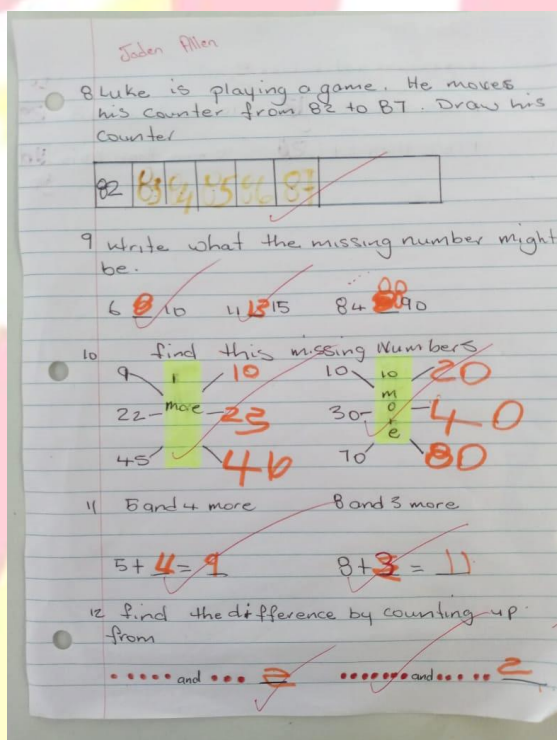 Jaden Allen
8 Luke is playing a game. He moves
his counter from 82 to 87. Draw his
counter
82 83 84 85 86 87
9 Write what the missing number might
be.
6 8 10 11 13 15 84 88 90
10 find this missing Numbers
9 1 10 10 10 20
22 more 23 30 more 40
45 46 70 80
11 5 and 4 more 8 and 3 more
5 + 4 = 9 8 + 3 = 11
12 find the difference by counting up
from
and 2 and 2